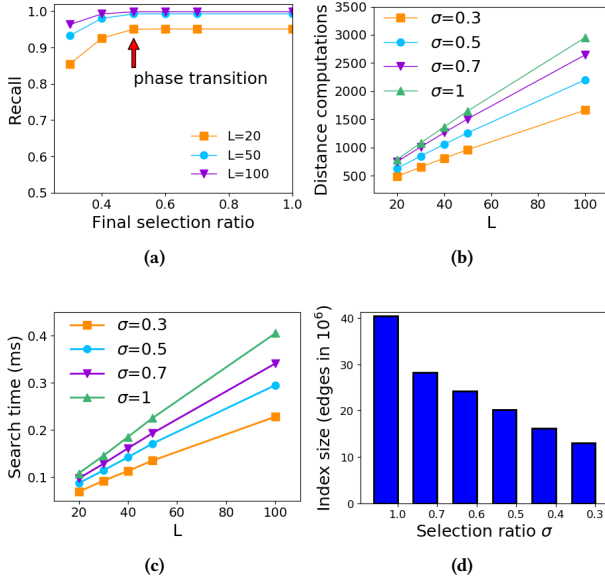 1.0
0.9
0.8
0.7
0.6
0.5
Recall
phase transition
L=20
L=50
L=100
0.4 0.6 0.8 1.0
Final selection ratio
(a)
3500
3000
2500
2000
1500
1000
500
Distance computations
σ=0.3
σ=0.5
σ=0.7
σ=1
20 40 60 80 100
L
(b)
0.4
0.3
0.2
0.1
Search time (ms)
σ=0.3
σ=0.5
σ=0.7
σ=1
20 40 60 80 100
L
(c)
40
30
20
10
0
Index size (edges in 10⁶)
1.0 0.7 0.6 0.5 0.4 0.3
Selection ratio σ
(d)